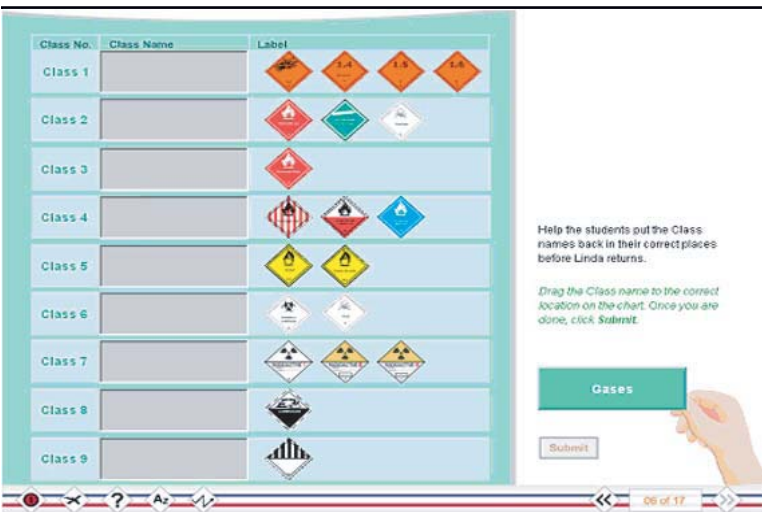 Class No. Class Name Label
Class 1
1.4 1.5 1.6
Class 2
Class 3
Class 4
Class 5
Class 6
Class 7
RADIOACTIVE
Class 8
Class 9
Help the students put the Class
names back in their correct places
before Linda returns.
Drag the Class name to the correct
location on the chart. Once you are
done, click Submit.
Gases
Submit
? Az
06 of 17